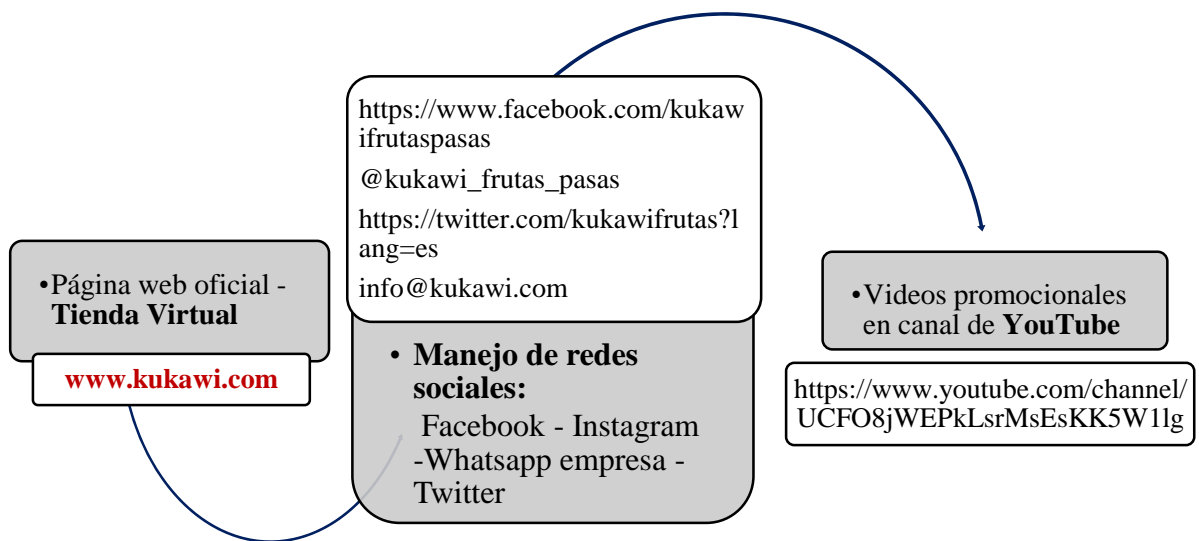 •Página web oficial -
Tienda Virtual
www.kukawi.com
https://www.facebook.com/kukaw
ifrutaspasas
@kukawi_frutas_pasas
https://twitter.com/kukawifrutas?l
ang=es
info@kukawi.com
• Manejo de redes
sociales:
Facebook - Instagram
-Whatsapp empresa -
Twitter
•Videos promocionales
en canal de YouTube
https://www.youtube.com/channel/
UCFO8jWEPkLsrMsEsKK5W1lg